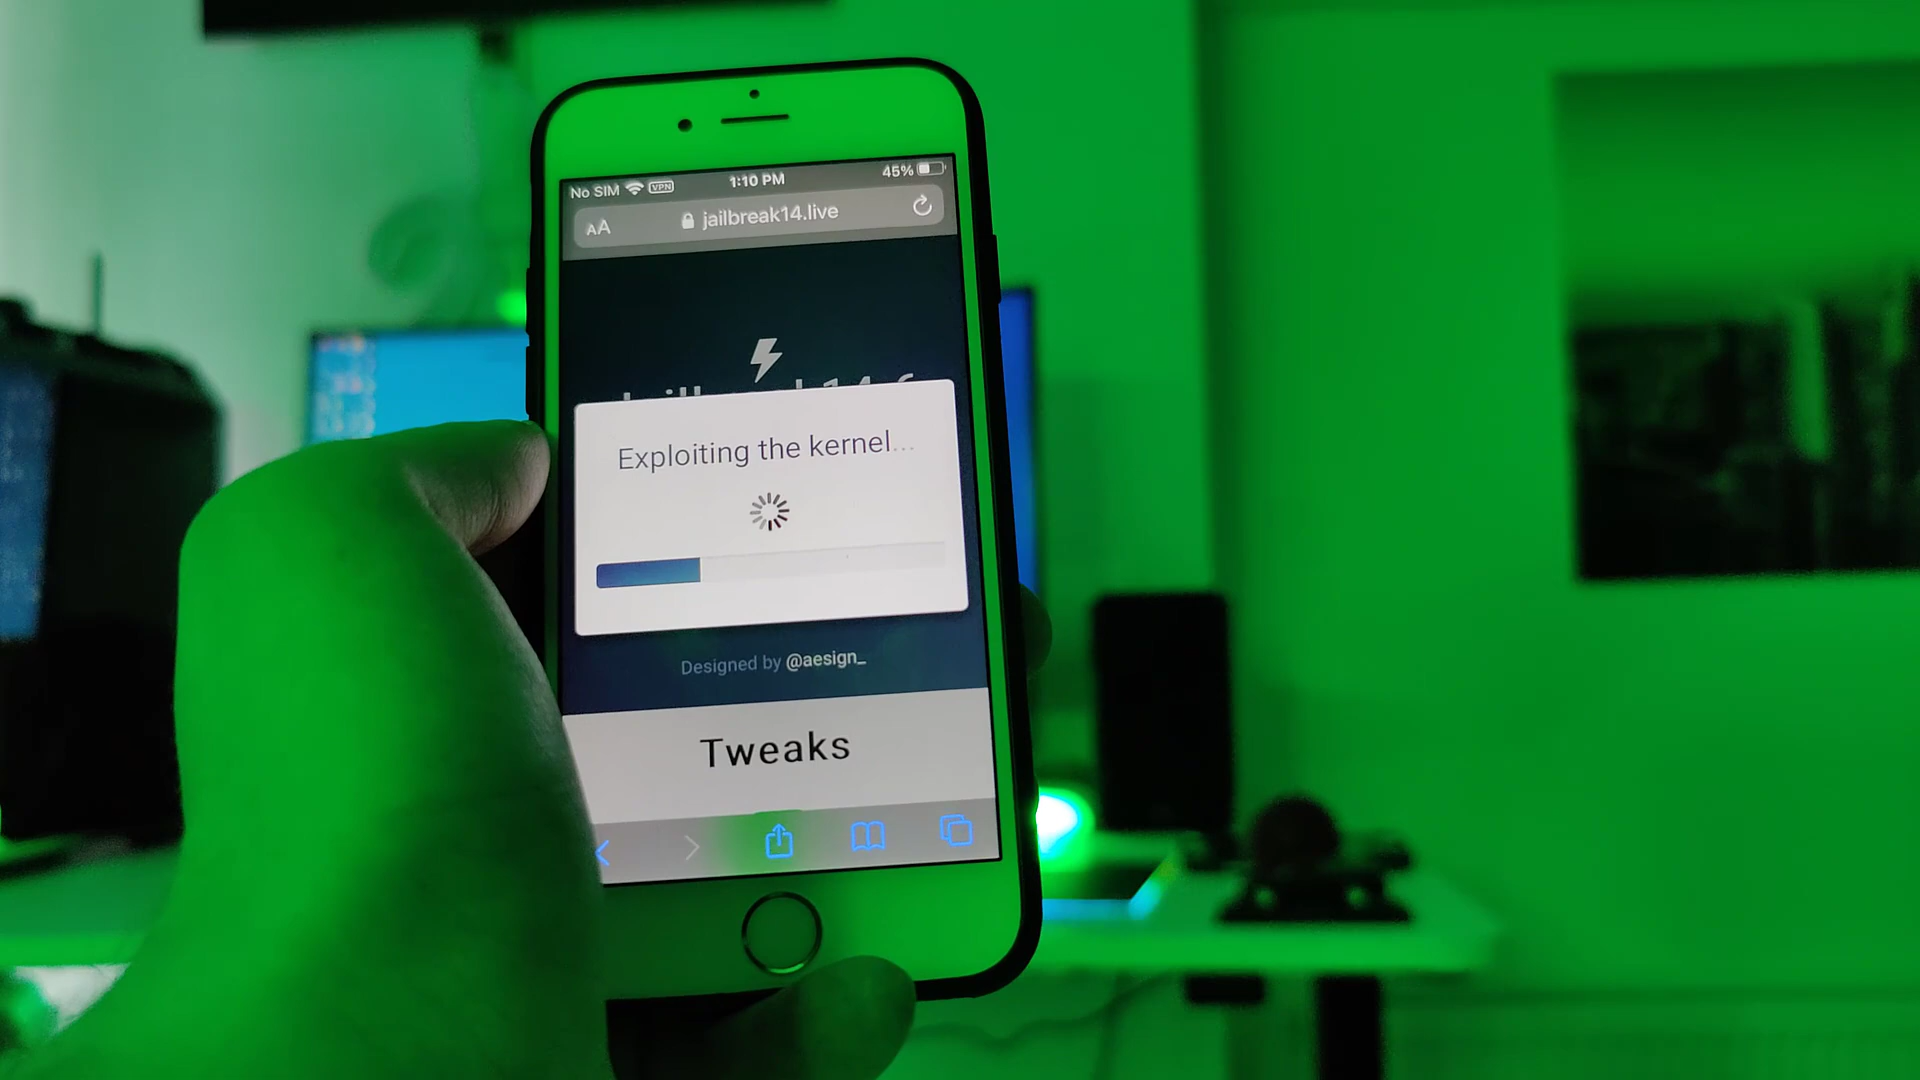 No SIM VPN 1:10 PM 45%
AA jailbreak14.live
Exploiting the kernel...
Designed by @aesign_
Tweaks